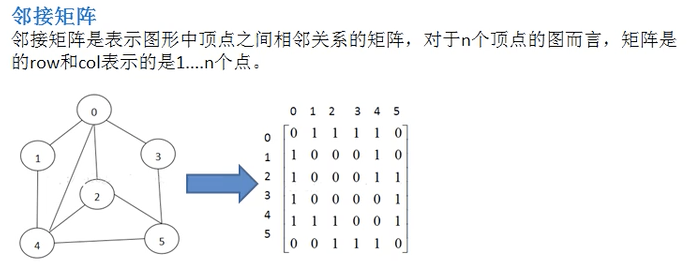 邻接矩阵
邻接矩阵是表示图形中顶点之间相邻关系的矩阵，对于n个顶点的图而言，矩阵是
的row和col表示的是1....n个点。
0
1
3
2
4
5
0 1 2 3 4 5
0 0 1 1 1 1 0
1 1 0 0 0 1 0
2 1 0 0 0 1 1
3 1 0 0 0 0 1
4 1 1 1 0 0 1
5 0 0 1 1 1 0